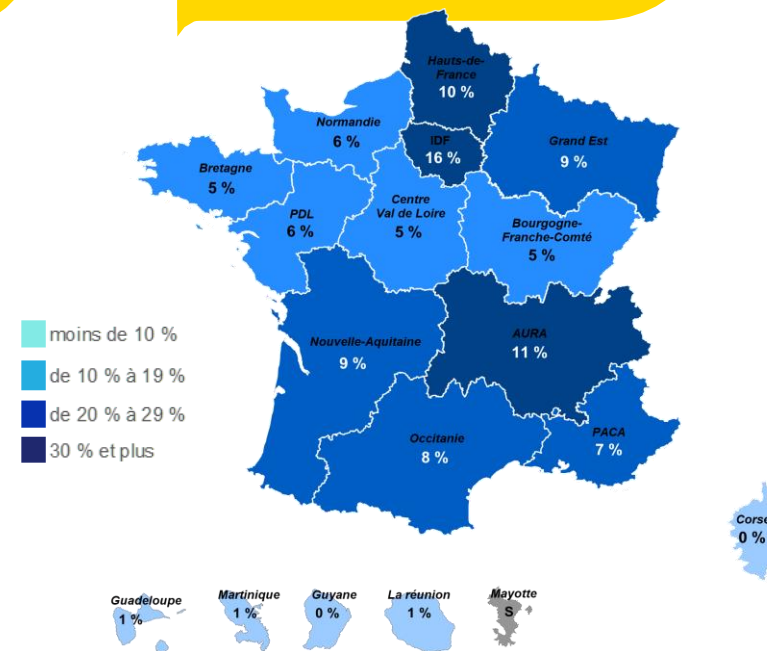 Hauts-de-
France
10 %
Normandie
6 %
IDF
16 %
Grand Est
9 %
Bretagne
5 %
PDL
6 %
Centre
Val de Loire
5 %
Bourgogne-
Franche-Comté
5 %
moins de 10 %
de 10 % à 19 %
de 20 % à 29 %
30 % et plus
Nouvelle-Aquitaine
9 %
AURA
11 %
Occitanie
8 %
PACA
7 %
Corse
0 %
Guadeloupe
1 %
Martinique
1 %
Guyane
0 %
La réunion
1 %
Mayotte
S